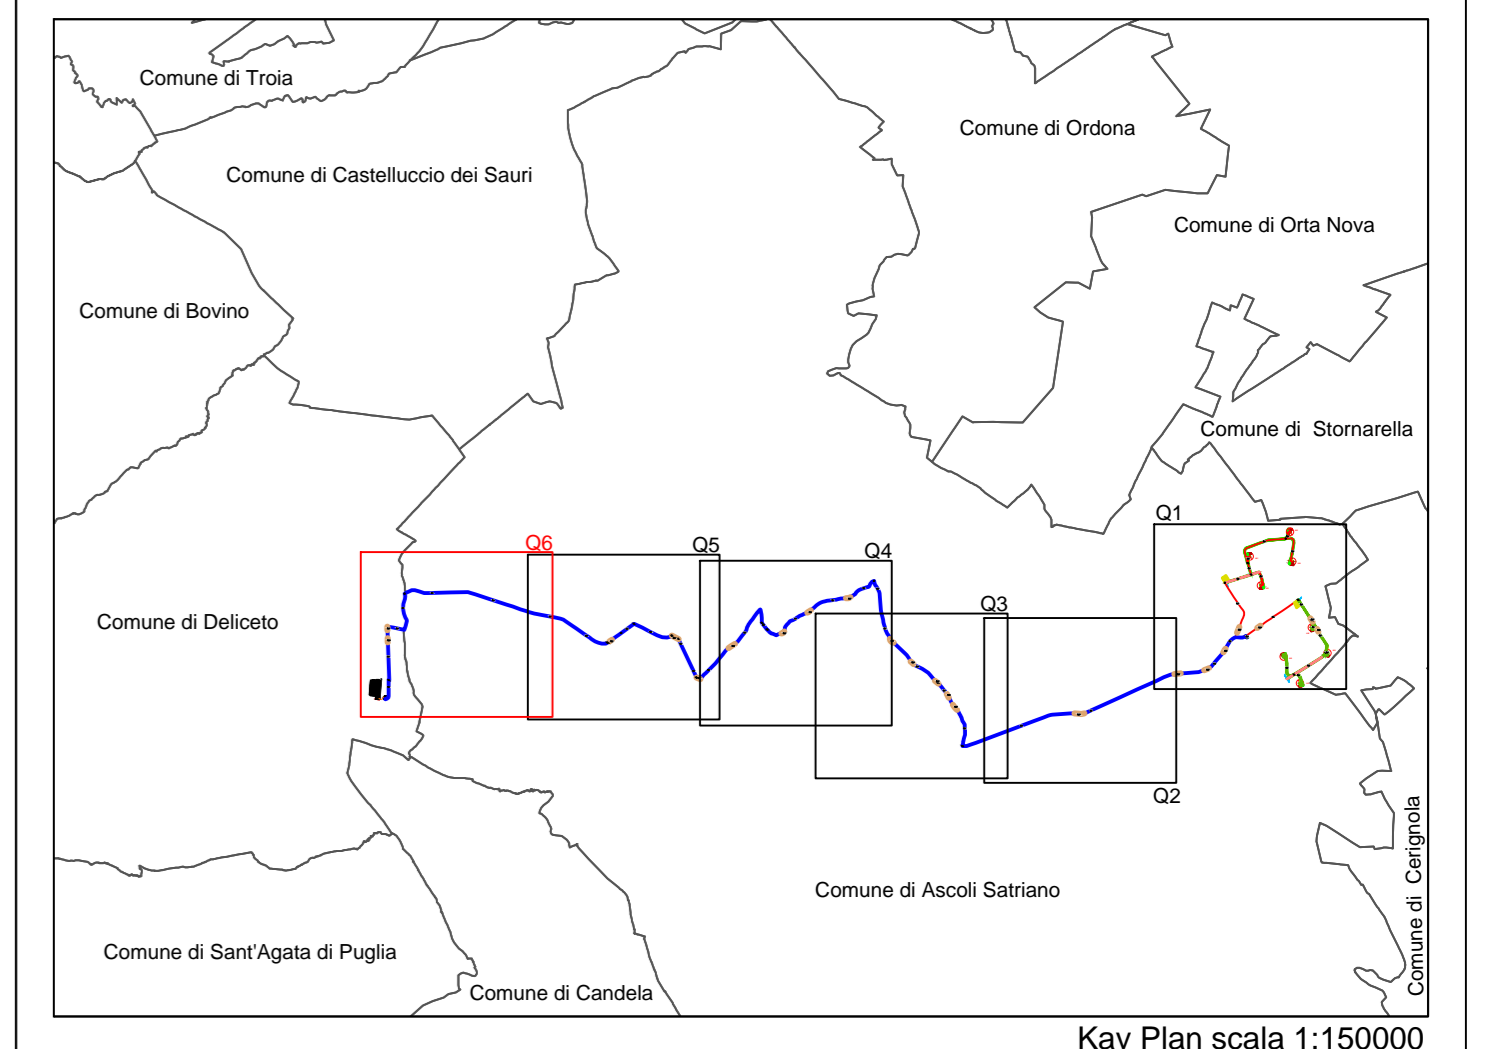 Comune di Troia
Comune di Ordona
Comune di Castelluccio dei Sauri
Comune di Orta Nova
Comune di Bovino
Comune di  Stornarella
Q1
Q6
Q5
Q4
Q3
Comune di Deliceto
Q2
Comune di Ascoli Satriano
Comune di  Cerignola
Comune di Sant'Agata di Puglia
Comune di Candela
Kay Plan scala 1:150000